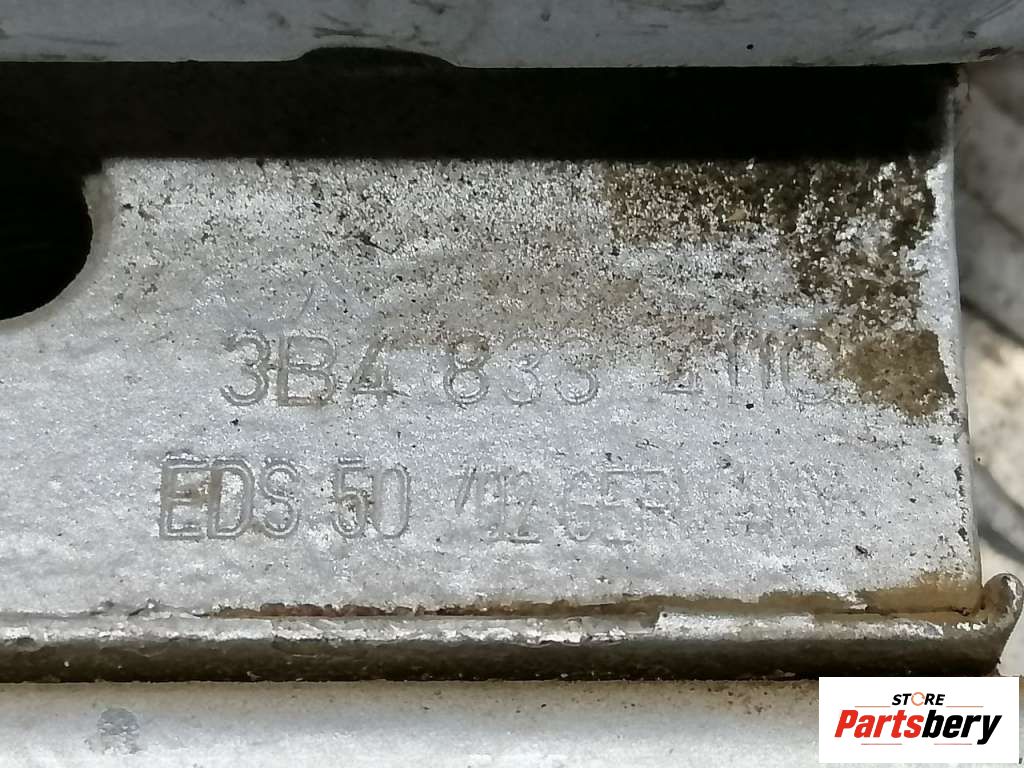 3B4 833 411C
EDS 50
STORE
Partsbery